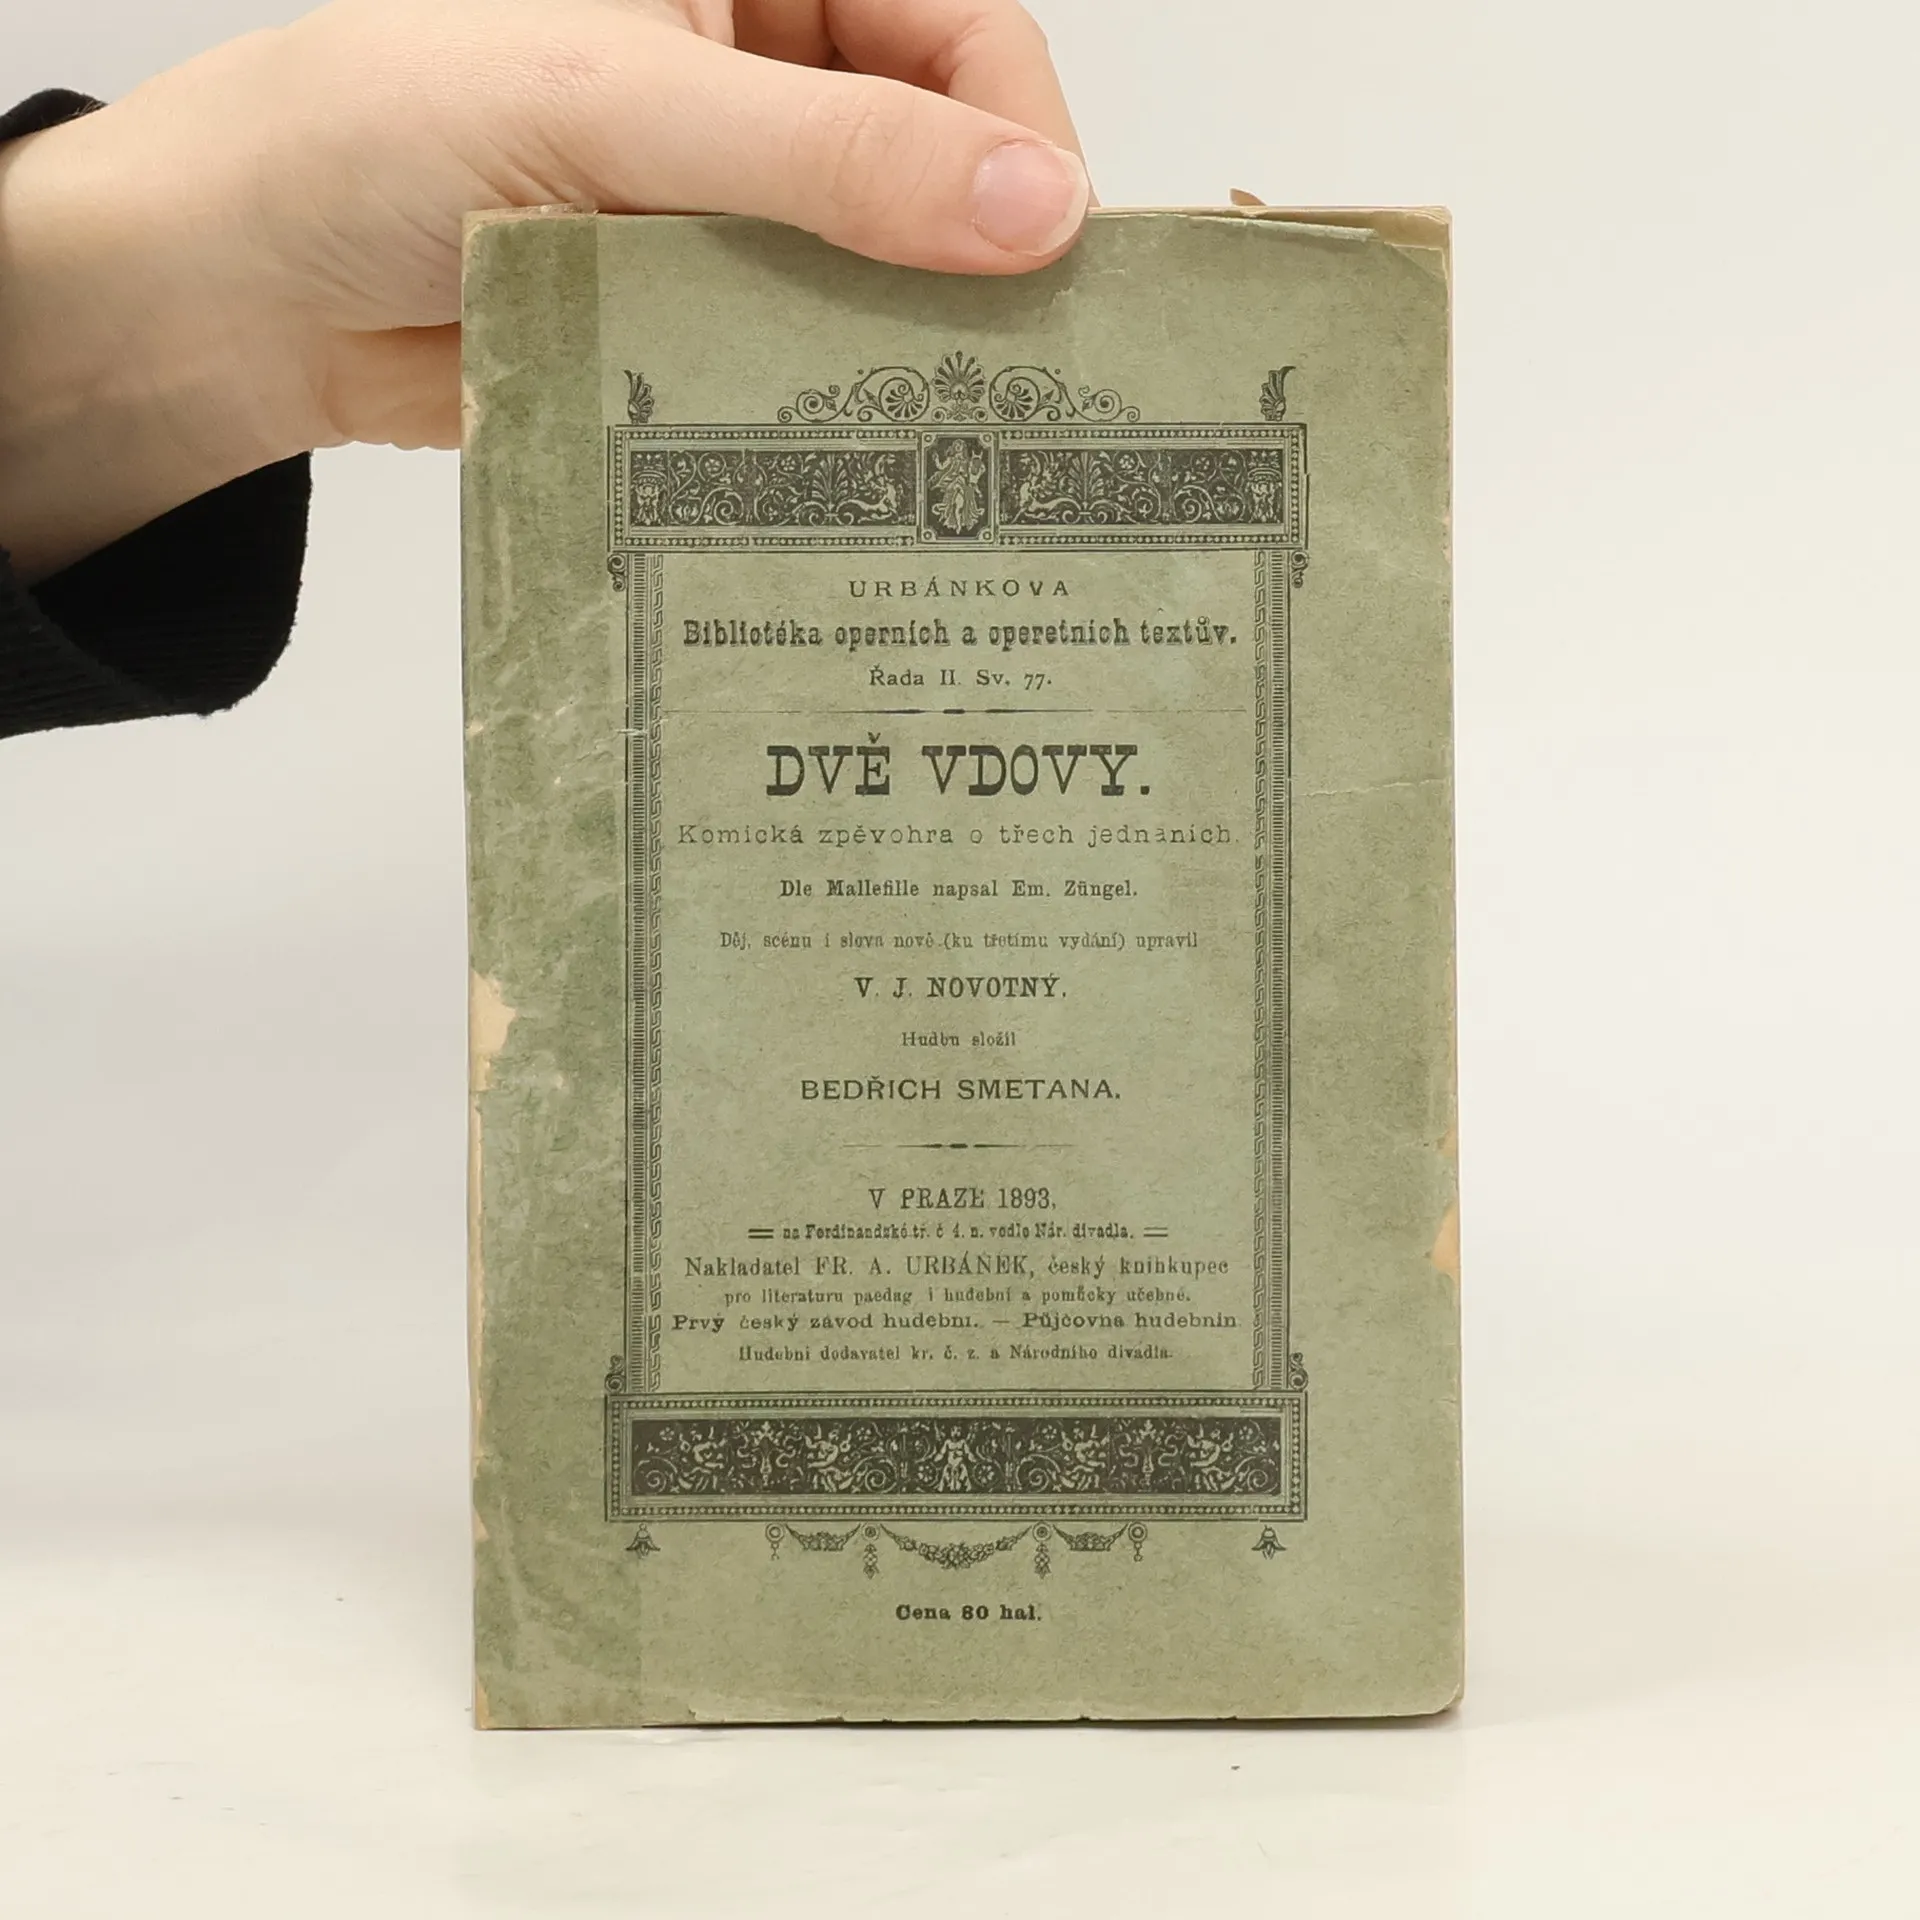 URBÁNKOVA
Bibliotéka operních a operetních textův.
Řada II. Sv. 77.
DVĚ VDOVY.
Komická zpěvohra o třech jednáních.
Dle Mallefille napsal Em. Züngel.
Děj, scénu i slova nově (ku třetímu vydání) upravil
V. J. NOVOTNÝ.
Hudbu složil
BEDŘICH SMETANA.
V PRAZE 1893,
na Ferdinandské tř. č 4. n. vedle Nár. divadla.
Nakladatel FR. A. URBÁNEK, český knihkupec
pro literaturu paedag i hudební a pomůcky učebné.
Prvý český závod hudební. — Půjčovna hudebnin
Hudební dodavatel kr. č. z. a Národního divadla.
Cena 80 hal.